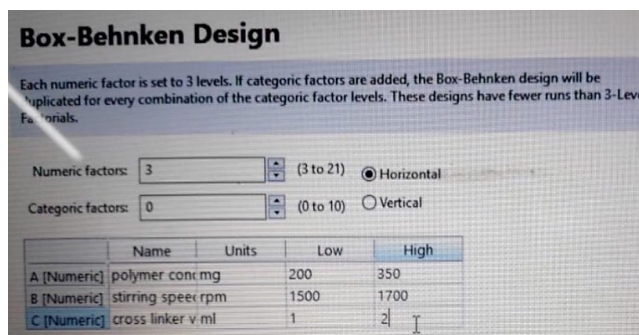 Box-Behnken Design
Each numeric factor is set to 3 levels. If categoric factors are added, the Box-Behnken design will be
duplicated for every combination of the categoric factor levels. These designs have fewer runs than 3-Lev
Factorials.
Numeric factors: 3 (3 to 21) Horizontal
Categoric factors: 0 (0 to 10) Vertical
Name Units Low High
A [Numeric] polymer conc mg 200 350
B [Numeric] stirring speed rpm 1500 1700
C [Numeric] cross linker v ml 1 2